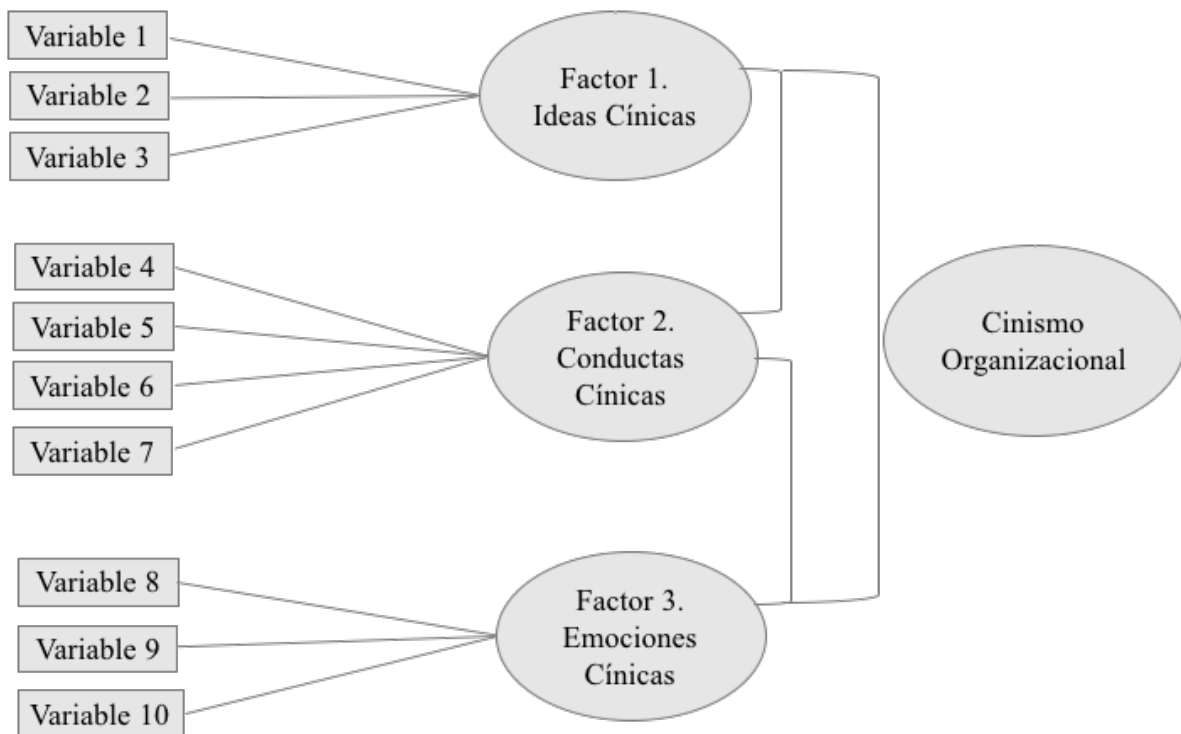 Variable 1
Variable 2
Variable 3
Factor 1.
Ideas Cínicas
Variable 4
Variable 5
Variable 6
Variable 7
Factor 2.
Conductas
Cínicas
Variable 8
Variable 9
Variable 10
Factor 3.
Emociones
Cínicas
Cinismo
Organizacional